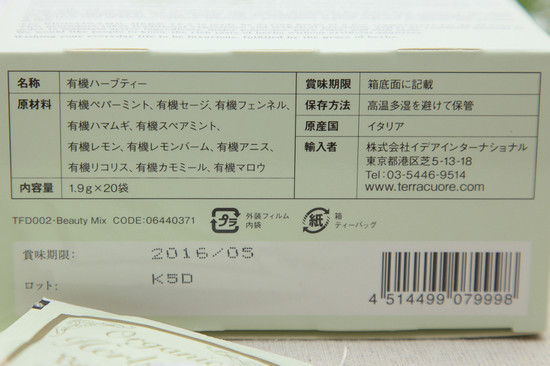 名称 有機ハーブティー
原材料 有機ペパーミント、有機セージ、有機フェンネル、
有機ハマムギ、有機スペアミント、
有機レモン、有機レモンバーム、有機アニス、
有機リコリス、有機カモミール、有機マロウ
内容量 1.9g×20袋
賞味期限 箱底面に記載
保存方法 高温多湿を避けて保管
原産国 イタリア
輸入者 株式会社イデアインターナショナル
東京都港区芝5-13-18
Tel:03-5446-9514
www.terracuore.com
TFD002-Beauty Mix CODE:06440371
プラ 外装フィルム
内袋
紙 箱
ティーバッグ
賞味期限: 2016/05
ロット: K5D
4 514499 079998
Organic
Herb